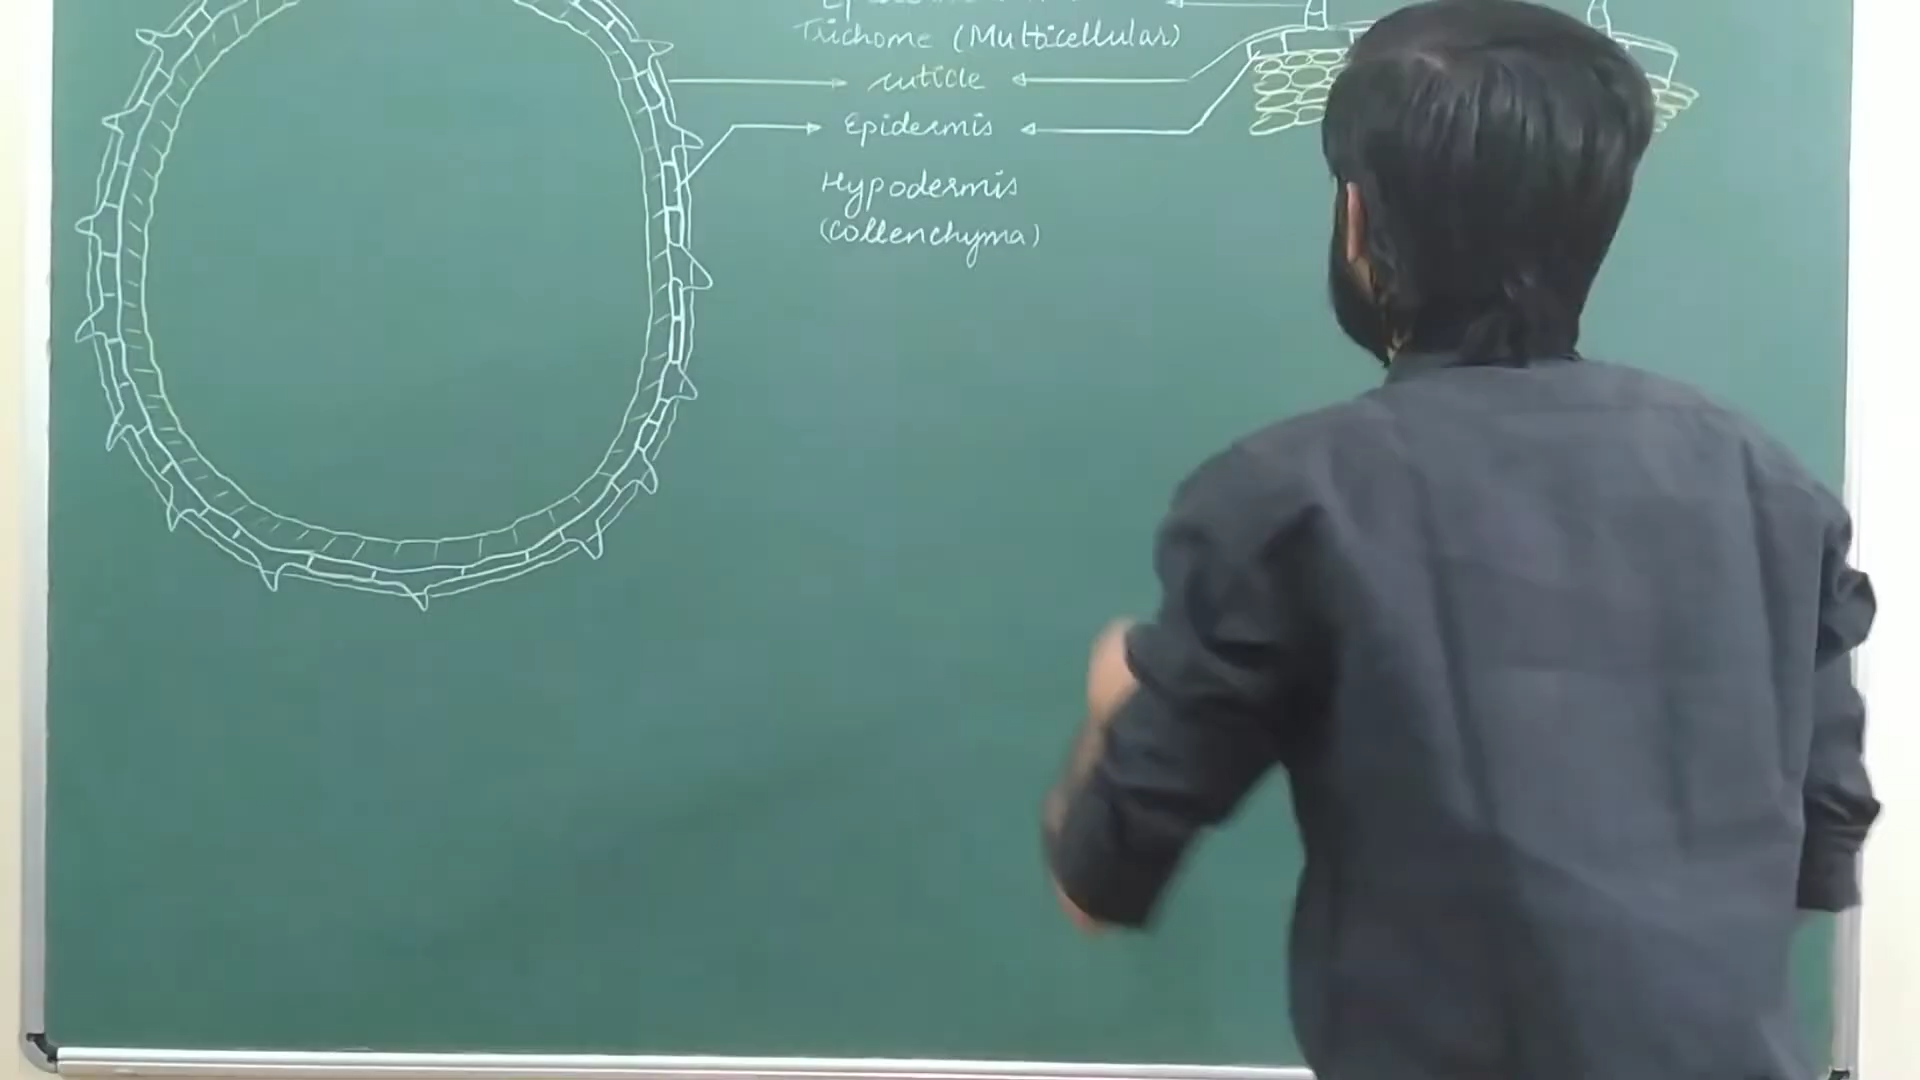 Trichome (Multicellular)
cuticle
Epidermis
Hypodermis
(collenchyma)